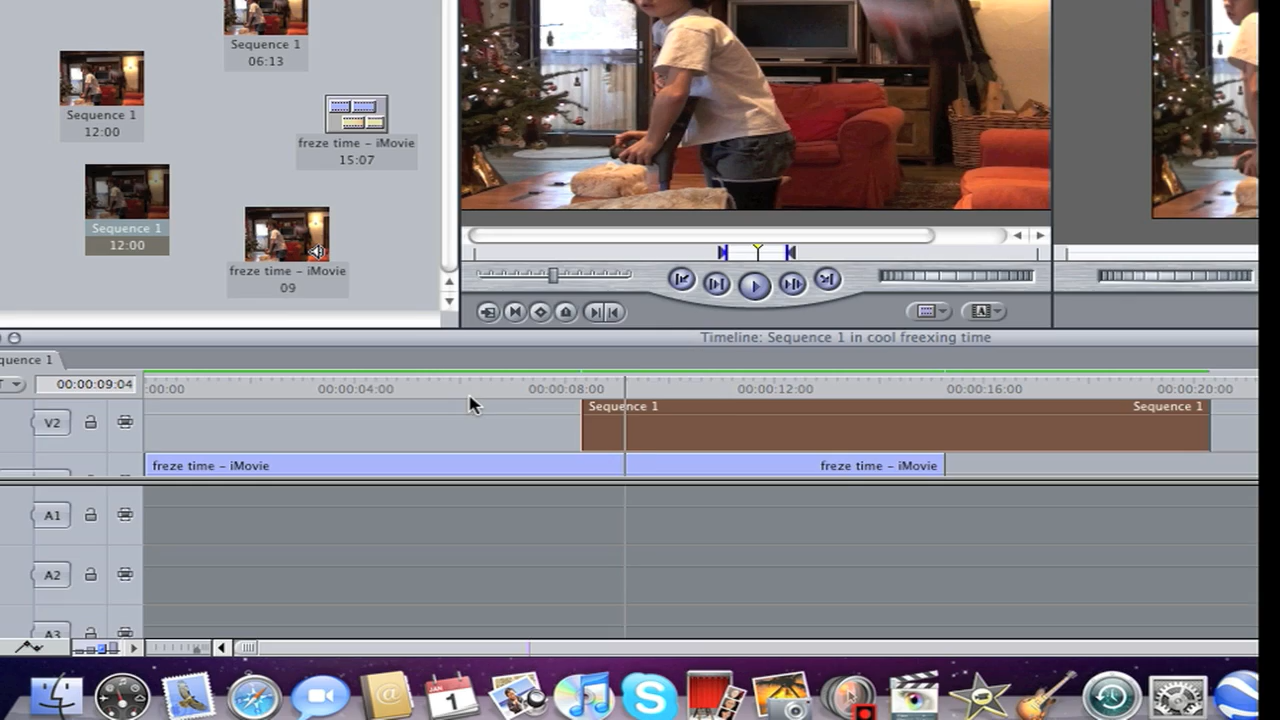 Sequence 1
06:13
Sequence 1
12:00
freze time – iMovie
15:07
Sequence 1
12:00
freze time – iMovie
09
Timeline: Sequence 1 in cool freexing time
equence 1
00:00:09:04
:00:00
00:00:04:00
00:00:08:00
00:00:12:00
00:00:16:00
00:00:20:00
V2
Sequence 1
Sequence 1
freze time – iMovie
freze time – iMovie
A1
A2
A3
JAN
1